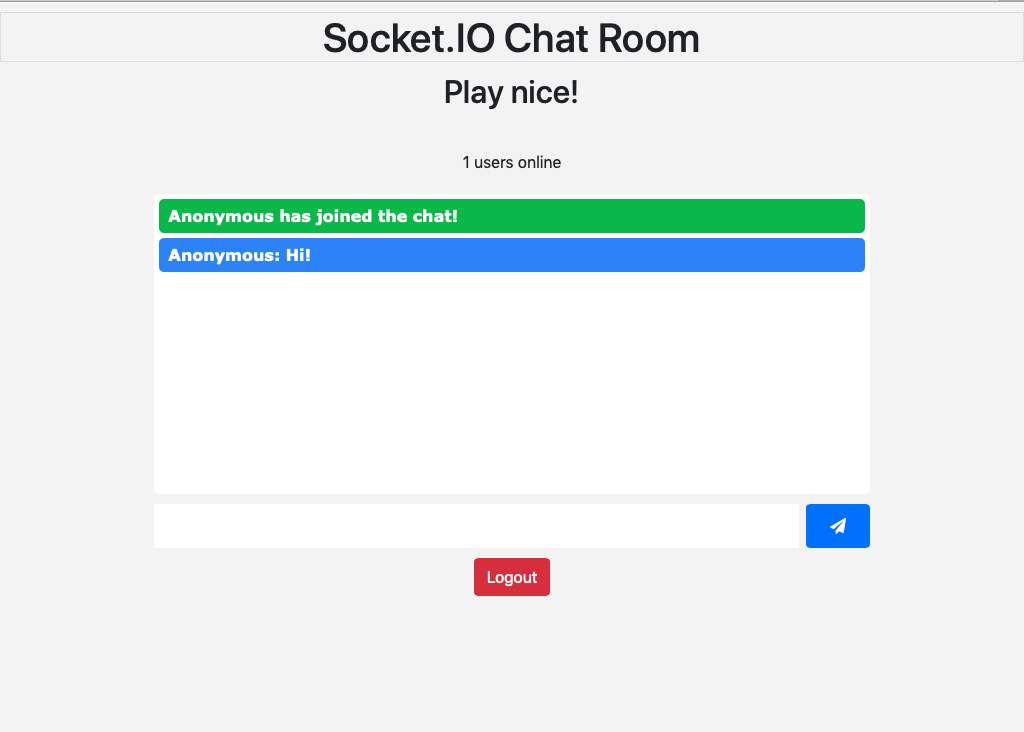 Socket.IO Chat Room
Play nice!
1 users online
Anonymous has joined the chat!
Anonymous: Hi!
Logout